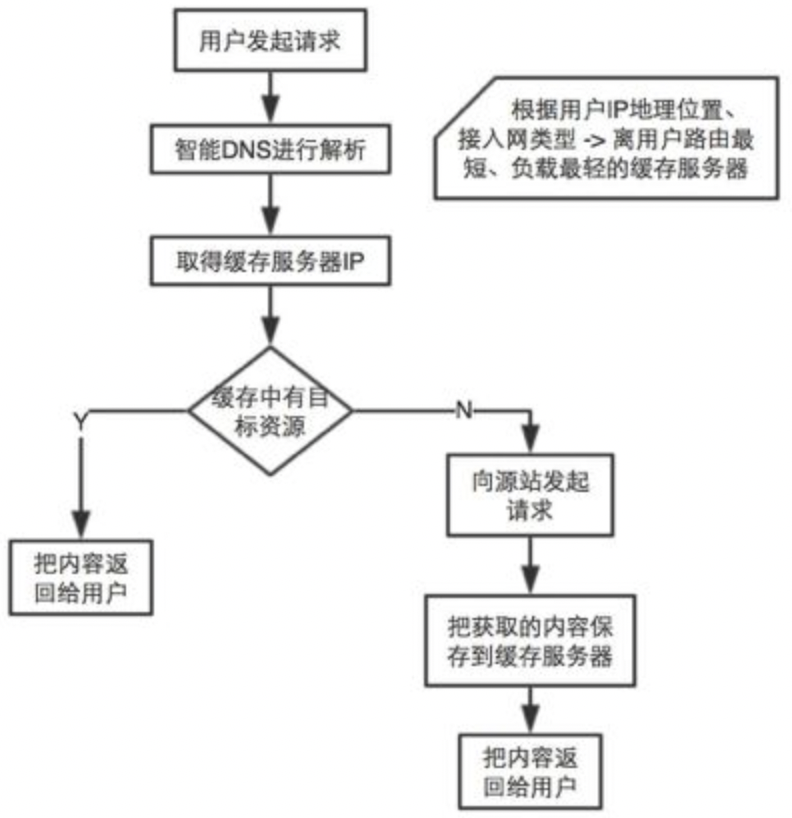 用户发起请求
智能DNS进行解析
根据用户IP地理位置、
接入网类型 -> 离用户路由最
短、负载最轻的缓存服务器
取得缓存服务器IP
缓存中有目
标资源
Y
N
向源站发起
请求
把内容返
回给用户
把获取的内容保
存到缓存服务器
把内容返
回给用户